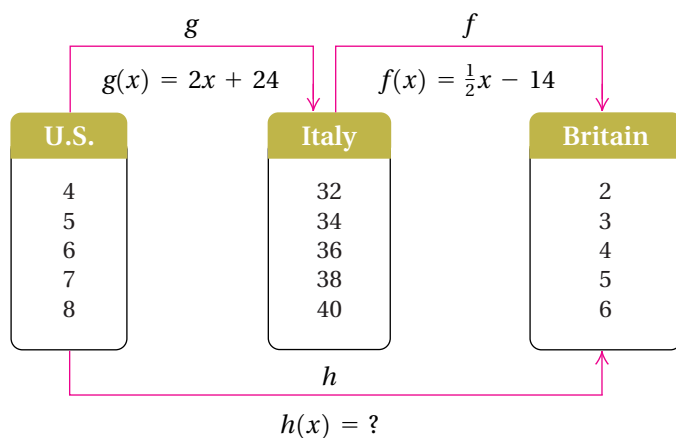 g f
g(x) = 2x + 24 f(x) = ½x − 14
U.S. Italy Britain
4 32 2
5 34 3
6 36 4
7 38 5
8 40 6
h
h(x) = ?